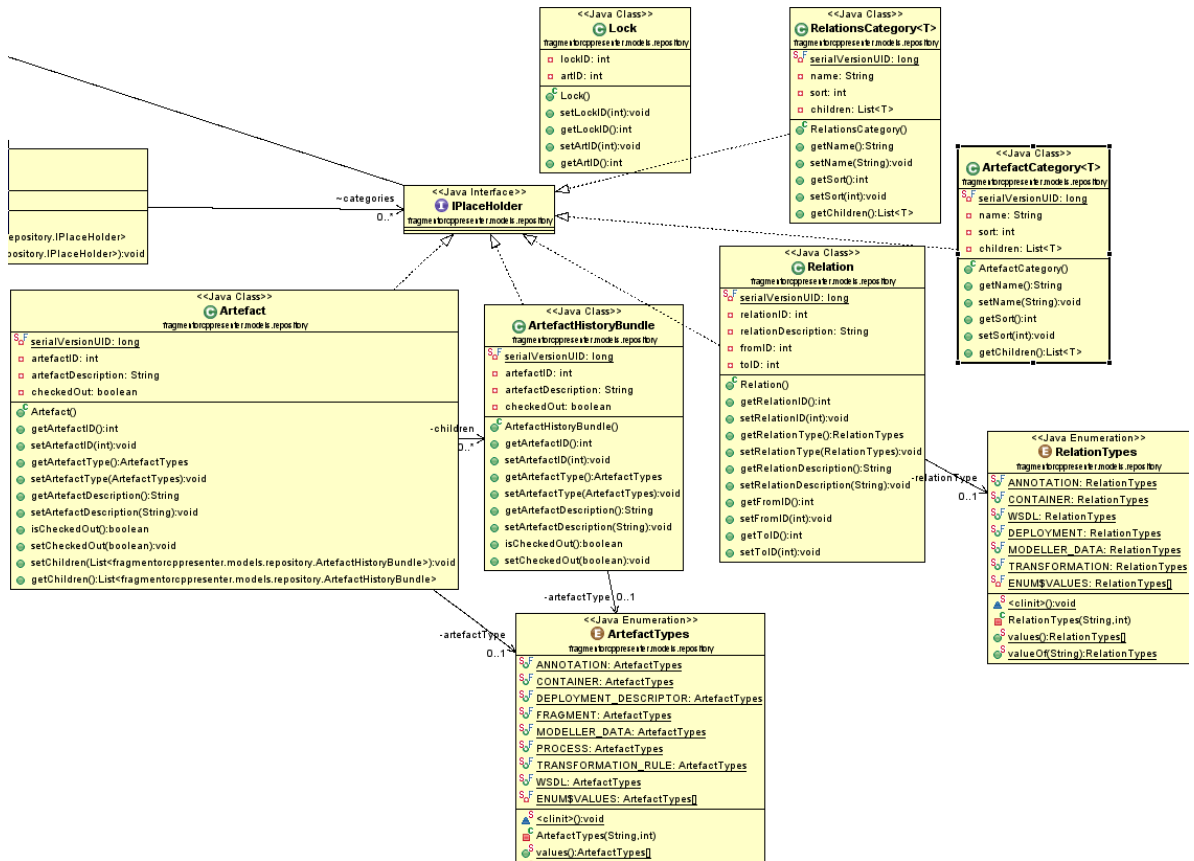 <<Java Class>>
Lock
fragmentorcppresenter.models.repository
lockID: int
artID: int
Lock()
setLockID(int):void
getLockID():int
setArtID(int):void
getArtID():int
<<Java Class>>
RelationsCategory<T>
fragmentorcppresenter.models.repository
serialVersionUID: long
name: String
sort: int
children: List<T>
RelationsCategory()
getName():String
setName(String):void
getSort():int
setSort(int):void
getChildren():List<T>
<<Java Class>>
ArtefactCategory<T>
fragmentorcppresenter.models.repository
serialVersionUID: long
name: String
sort: int
children: List<T>
ArtefactCategory()
getName():String
setName(String):void
getSort():int
setSort(int):void
getChildren():List<T>
~categories
0..*
<<Java Interface>>
IPlaceHolder
fragmentorcppresenter.models.repository
epository.IPlaceHolder>
pository.IPlaceHolder>):void
<<Java Class>>
Artefact
fragmentorcppresenter.models.repository
serialVersionUID: long
artefactID: int
artefactDescription: String
checkedOut: boolean
Artefact()
getArtefactID():int
setArtefactID(int):void
getArtefactType():ArtefactTypes
setArtefactType(ArtefactTypes):void
getArtefactDescription():String
setArtefactDescription(String):void
isCheckedOut():boolean
setCheckedOut(boolean):void
setChildren(List<fragmentorcppresenter.models.repository.ArtefactHistoryBundle>):void
getChildren():List<fragmentorcppresenter.models.repository.ArtefactHistoryBundle>
-children
0..*
<<Java Class>>
ArtefactHistoryBundle
fragmentorcppresenter.models.repository
serialVersionUID: long
artefactID: int
artefactDescription: String
checkedOut: boolean
ArtefactHistoryBundle()
getArtefactID():int
setArtefactID(int):void
getArtefactType():ArtefactTypes
setArtefactType(ArtefactTypes):void
getArtefactDescription():String
setArtefactDescription(String):void
isCheckedOut():boolean
setCheckedOut(boolean):void
<<Java Class>>
Relation
fragmentorcppresenter.models.repository
serialVersionUID: long
relationID: int
relationDescription: String
fromID: int
toID: int
Relation()
getRelationID():int
setRelationID(int):void
getRelationType():RelationTypes
setRelationType(RelationTypes):void
getRelationDescription():String
setRelationDescription(String):void
getFromID():int
setFromID(int):void
getToID():int
setToID(int):void
-relationType
0..1
<<Java Enumeration>>
RelationTypes
fragmentorcppresenter.models.repository
ANNOTATION: RelationTypes
CONTAINER: RelationTypes
WSDL: RelationTypes
DEPLOYMENT: RelationTypes
MODELLER_DATA: RelationTypes
TRANSFORMATION: RelationTypes
ENUM$VALUES: RelationTypes[]
<clinit>():void
RelationTypes(String,int)
values():RelationTypes[]
valueOf(String):RelationTypes
-artefactType 0..1
-artefactType
0..1
<<Java Enumeration>>
ArtefactTypes
fragmentorcppresenter.models.repository
ANNOTATION: ArtefactTypes
CONTAINER: ArtefactTypes
DEPLOYMENT_DESCRIPTOR: ArtefactTypes
FRAGMENT: ArtefactTypes
MODELLER_DATA: ArtefactTypes
PROCESS: ArtefactTypes
TRANSFORMATION_RULE: ArtefactTypes
WSDL: ArtefactTypes
ENUM$VALUES: ArtefactTypes[]
<clinit>():void
ArtefactTypes(String,int)
values():ArtefactTypes[]